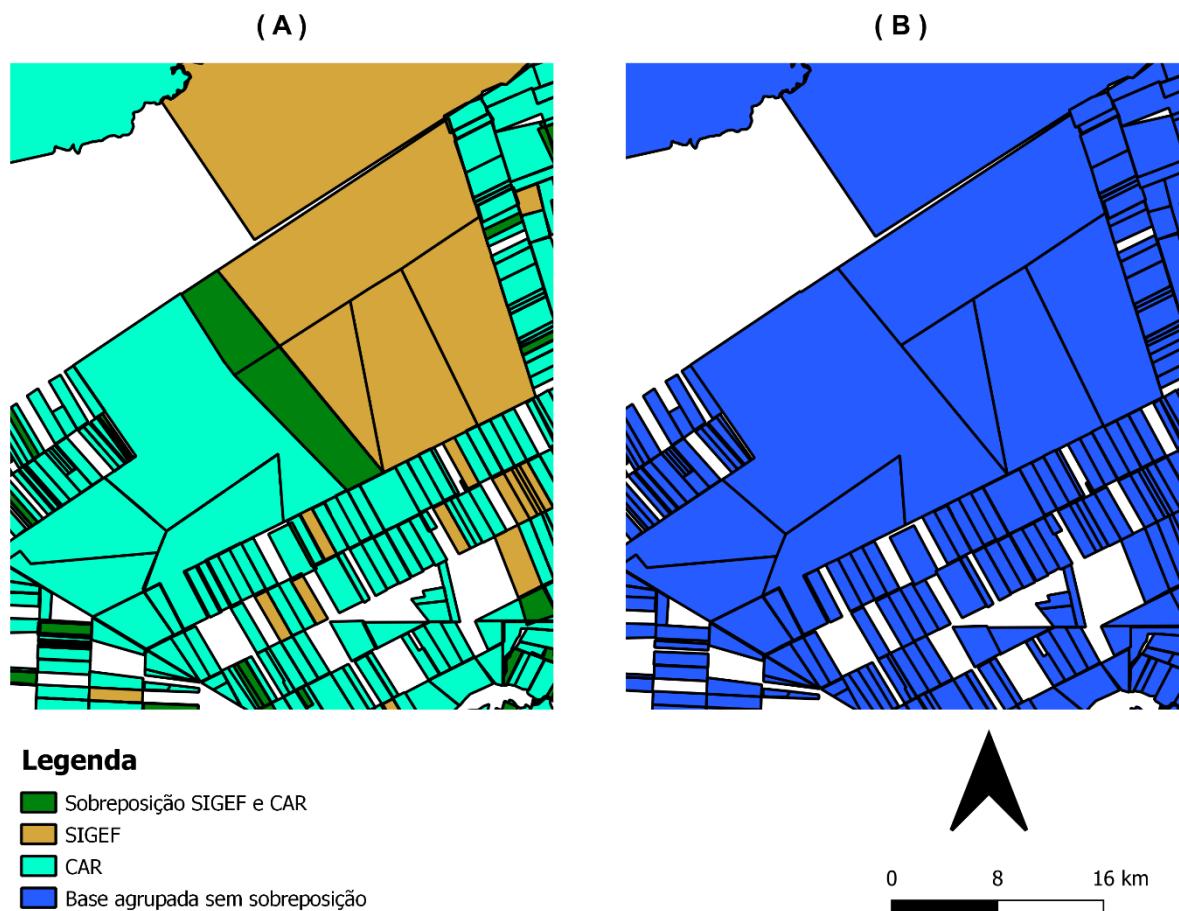 ( A )
(B)
Legenda
Sobreposição SIGEF e CAR
SIGEF
CAR
Base agrupada sem sobreposição
0 8 16 km